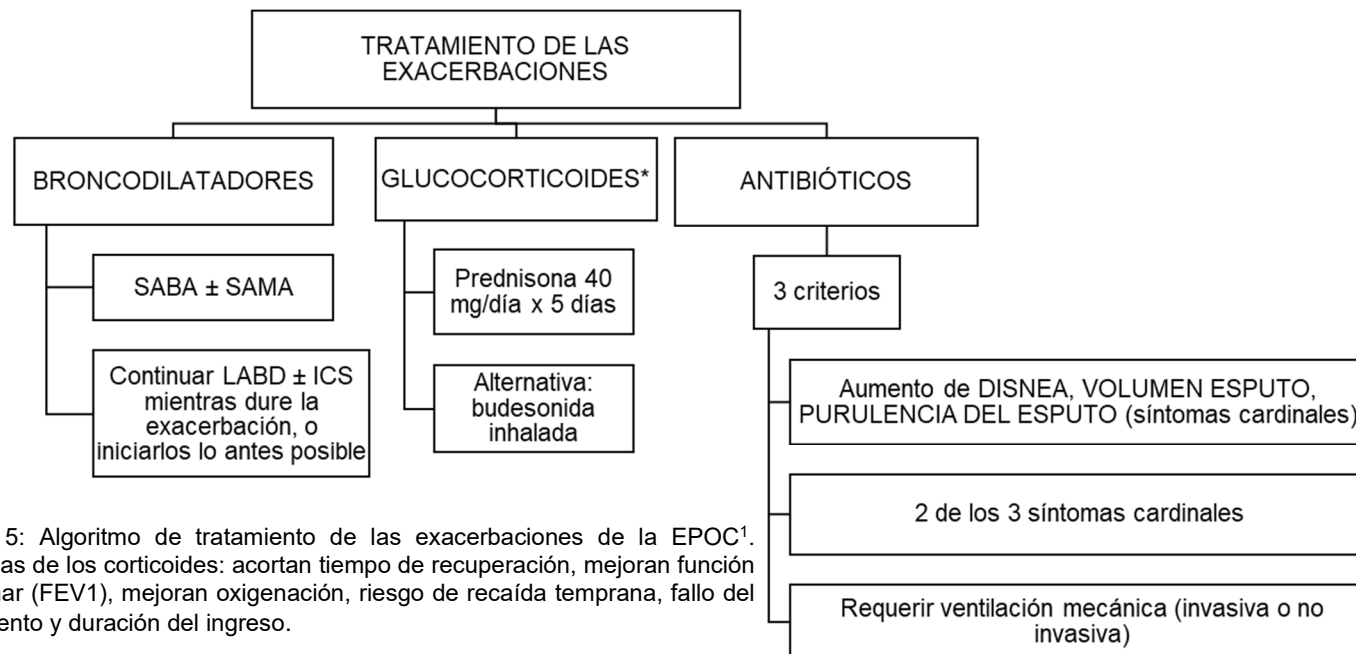 TRATAMIENTO DE LAS
EXACERBACIONES
BRONCODILATADORES
GLUCOCORTICOIDES*
ANTIBIÓTICOS
SABA ± SAMA
Continuar LABD ± ICS
mientras dure la
exacerbación, o
iniciarlos lo antes posible
Prednisona 40
mg/día x 5 días
Alternativa:
budesonida
inhalada
3 criterios
Aumento de DISNEA, VOLUMEN ESPUTO,
PURULENCIA DEL ESPUTO (síntomas cardinales)
2 de los 3 síntomas cardinales
Requerir ventilación mecánica (invasiva o no
invasiva)
5: Algoritmo de tratamiento de las exacerbaciones de la EPOC¹.
as de los corticoides: acortan tiempo de recuperación, mejoran función
ar (FEV1), mejoran oxigenación, riesgo de recaída temprana, fallo del
ento y duración del ingreso.